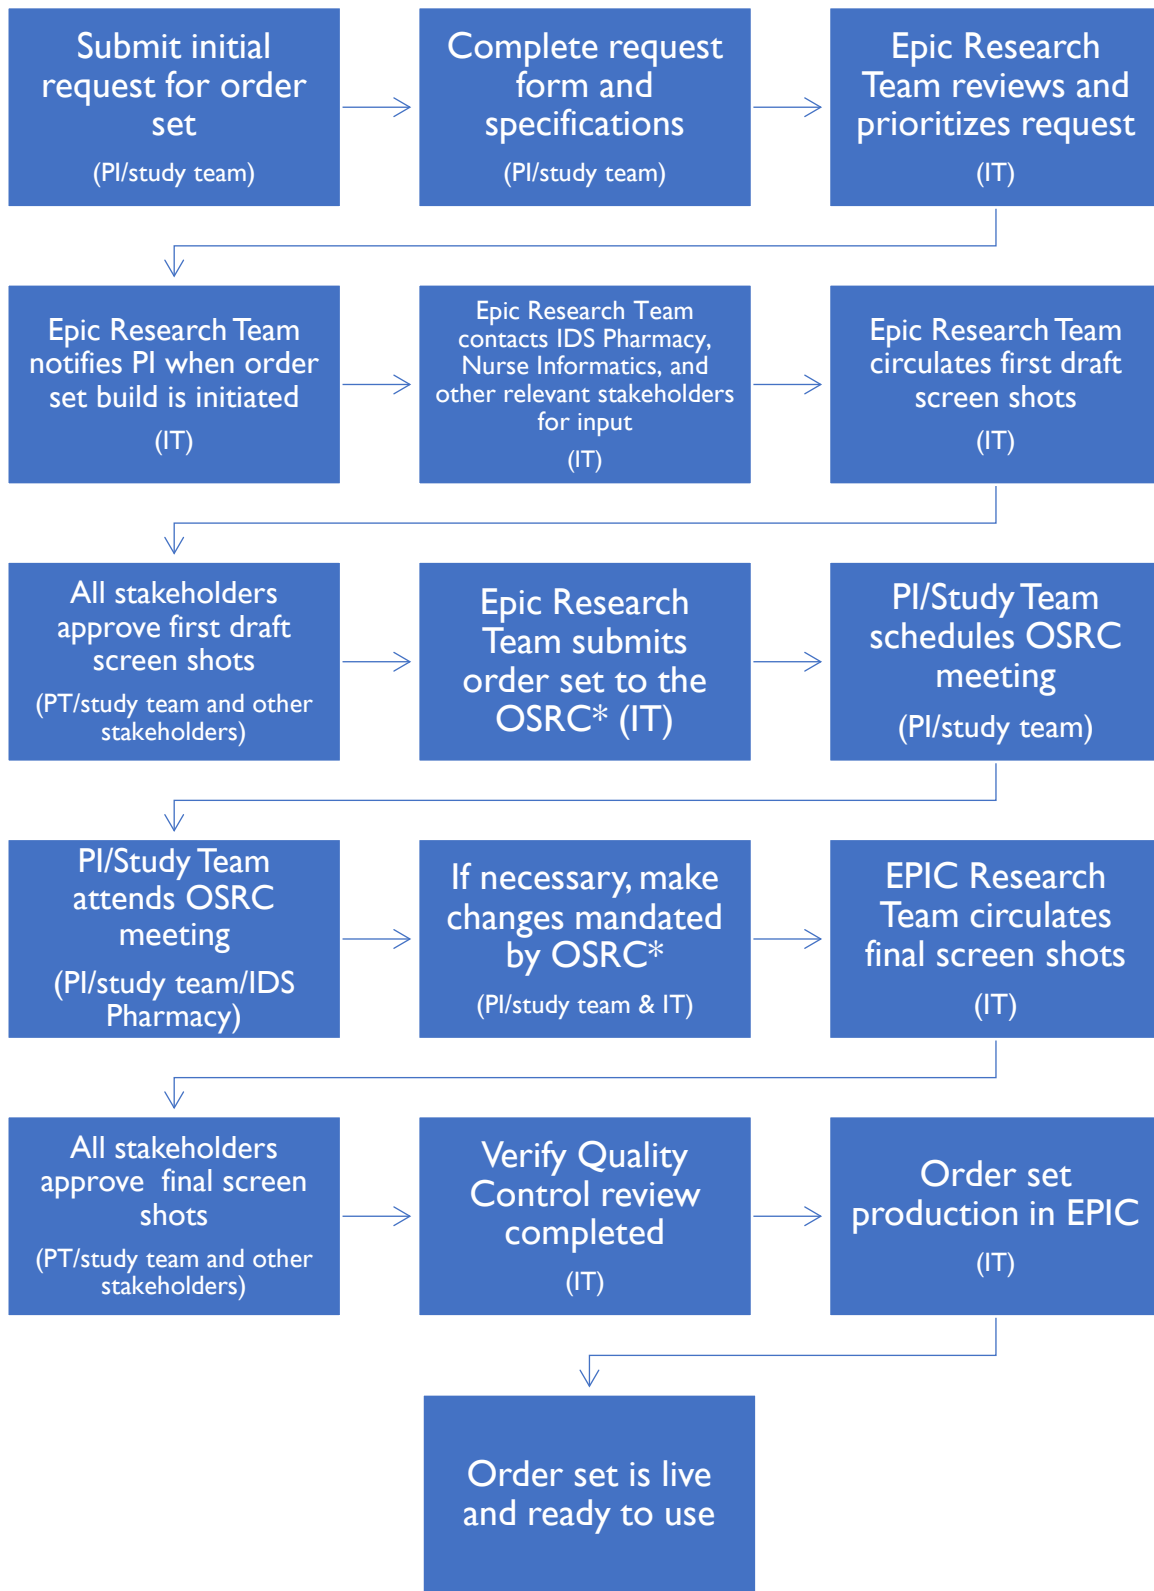 Submit initial
request for order
set
(PI/study team)
Complete request
form and
specifications
(PI/study team)
Epic Research
Team reviews and
prioritizes request
(IT)
Epic Research Team
notifies PI when order
set build is initiated
(IT)
Epic Research Team
contacts IDS Pharmacy,
Nurse Informatics, and
other relevant stakeholders
for input
(IT)
Epic Research Team
circulates first draft
screen shots
(IT)
All stakeholders
approve first draft
screen shots
(PT/study team and other
stakeholders)
Epic Research
Team submits
order set to the
OSRC* (IT)
PI/Study Team
schedules OSRC
meeting
(PI/study team)
PI/Study Team
attends OSRC
meeting
(PI/study team/IDS
Pharmacy)
If necessary, make
changes mandated
by OSRC*
(PI/study team & IT)
EPIC Research
Team circulates
final screen shots
(IT)
All stakeholders
approve  final screen
shots
(PT/study team and other
stakeholders)
Verify Quality
Control review
completed
(IT)
Order set
production in EPIC
(IT)
Order set is live
and ready to use